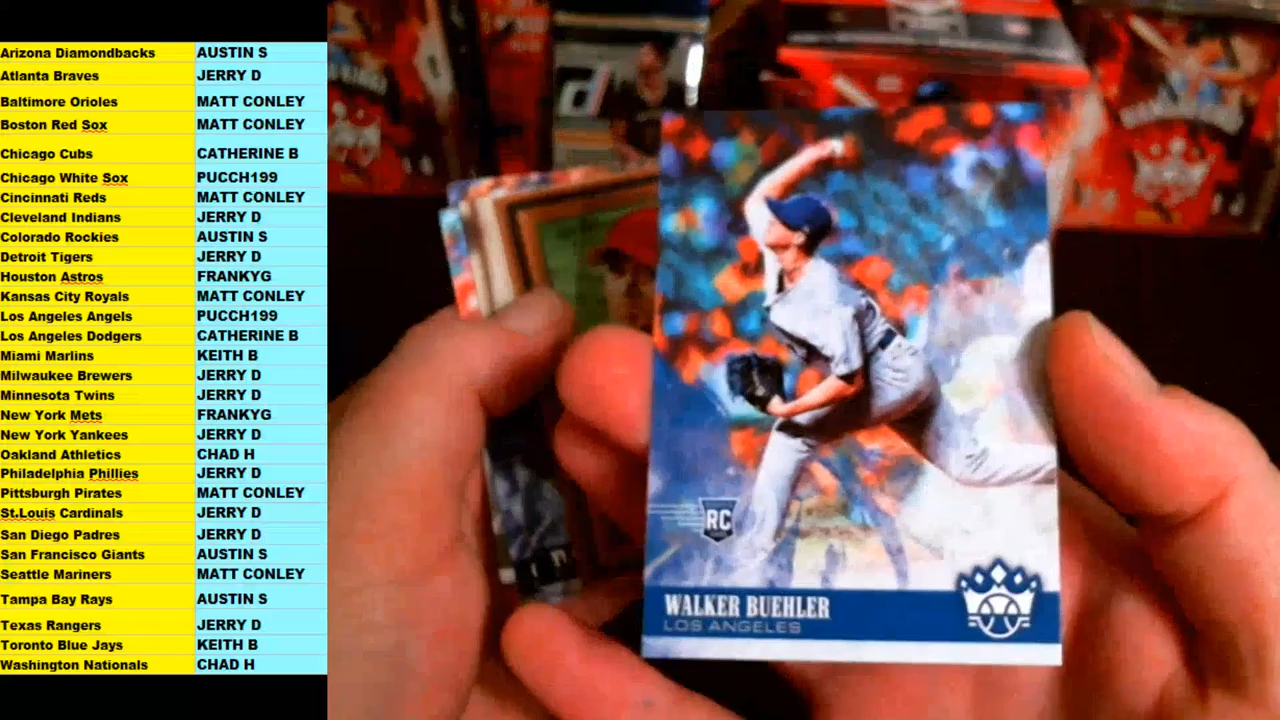 Arizona Diamondbacks AUSTIN S
Atlanta Braves JERRY D
Baltimore Orioles MATT CONLEY
Boston Red Sox MATT CONLEY
Chicago Cubs CATHERINE B
Chicago White Sox PUCCH199
Cincinnati Reds MATT CONLEY
Cleveland Indians JERRY D
Colorado Rockies AUSTIN S
Detroit Tigers JERRY D
Houston Astros FRANKYG
Kansas City Royals MATT CONLEY
Los Angeles Angels PUCCH199
Los Angeles Dodgers CATHERINE B
Miami Marlins KEITH B
Milwaukee Brewers JERRY D
Minnesota Twins JERRY D
New York Mets FRANKYG
New York Yankees JERRY D
Oakland Athletics CHAD H
Philadelphia Phillies JERRY D
Pittsburgh Pirates MATT CONLEY
St.Louis Cardinals JERRY D
San Diego Padres JERRY D
San Francisco Giants AUSTIN S
Seattle Mariners MATT CONLEY
Tampa Bay Rays AUSTIN S
Texas Rangers JERRY D
Toronto Blue Jays KEITH B
Washington Nationals CHAD H
RC
WALKER BUEHLER
LOS ANGELES